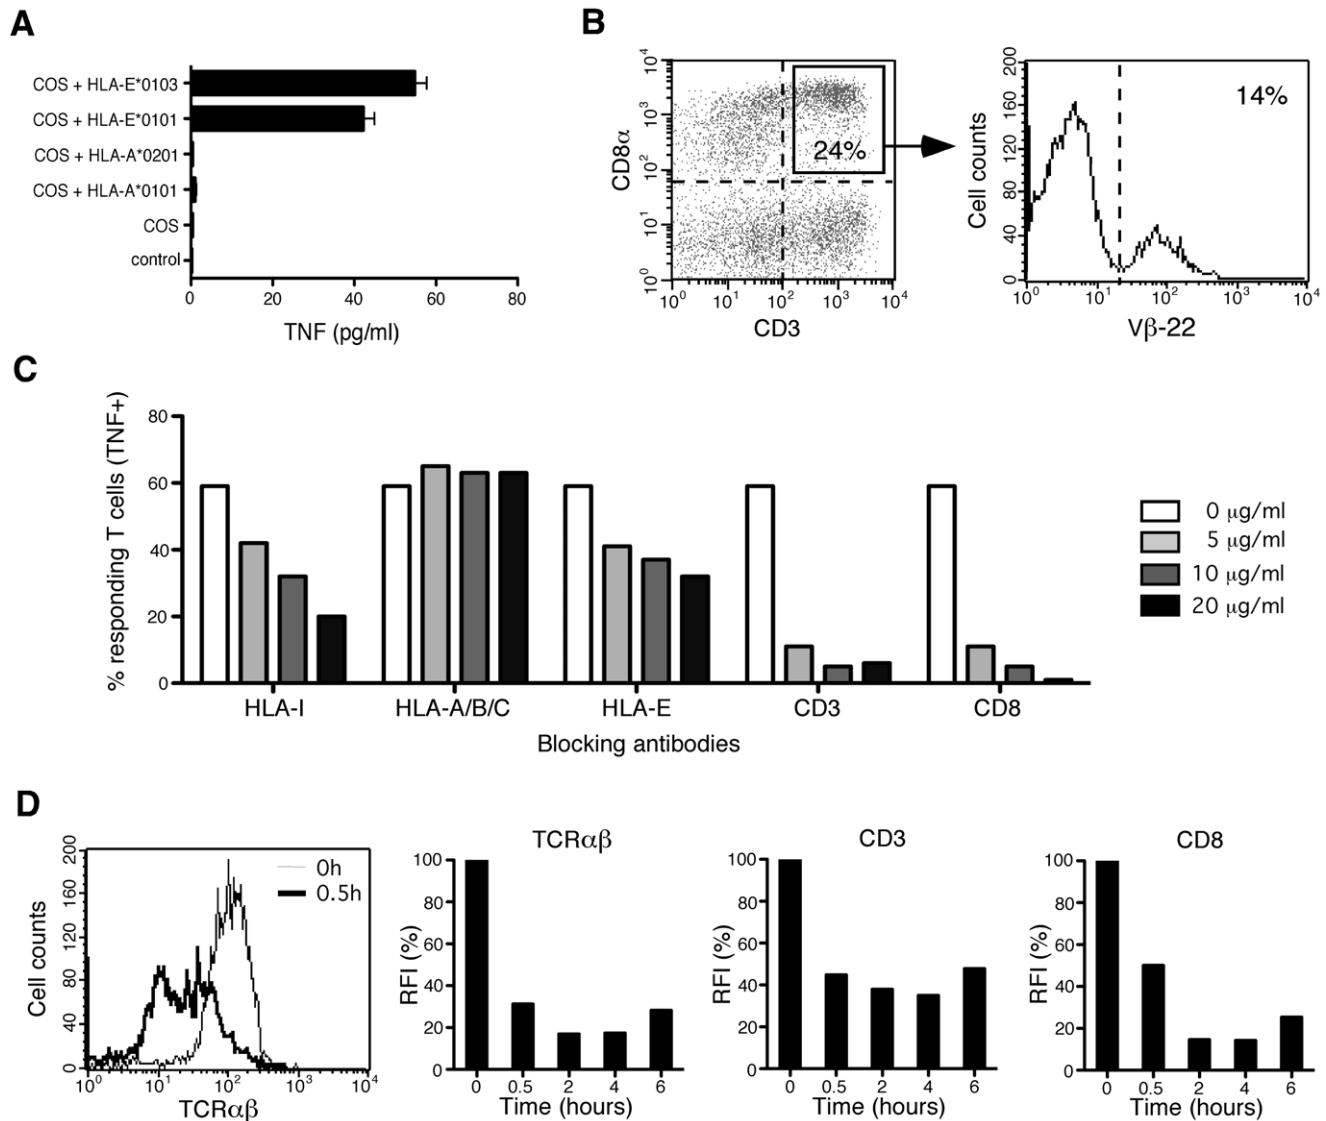 A
COS + HLA-E*0103
COS + HLA-E*0101
COS + HLA-A*0201
COS + HLA-A*0101
COS
control
0 20 40 60 80
TNF (pg/ml)
B
10⁴
10³
10²
10¹
10⁰
CD8α
24%
10⁰ 10¹ 10² 10³ 10⁴
CD3
200
160
120
80
40
0
Cell counts
14%
10⁰ 10¹ 10² 10³ 10⁴
Vβ-22
C
% responding T cells (TNF+)
80
60
40
20
0
HLA-I HLA-A/B/C HLA-E CD3 CD8
Blocking antibodies
0 µg/ml
5 µg/ml
10 µg/ml
20 µg/ml
D
200
160
120
80
40
0
Cell counts
0h
0.5h
10⁰ 10¹ 10² 10³ 10⁴
TCRαβ
TCRαβ
100
80
60
40
20
0
RFI (%)
0 0.5 2 4 6
Time (hours)
CD3
100
80
60
40
20
0
RFI (%)
0 0.5 2 4 6
Time (hours)
CD8
100
80
60
40
20
0
RFI (%)
0 0.5 2 4 6
Time (hours)